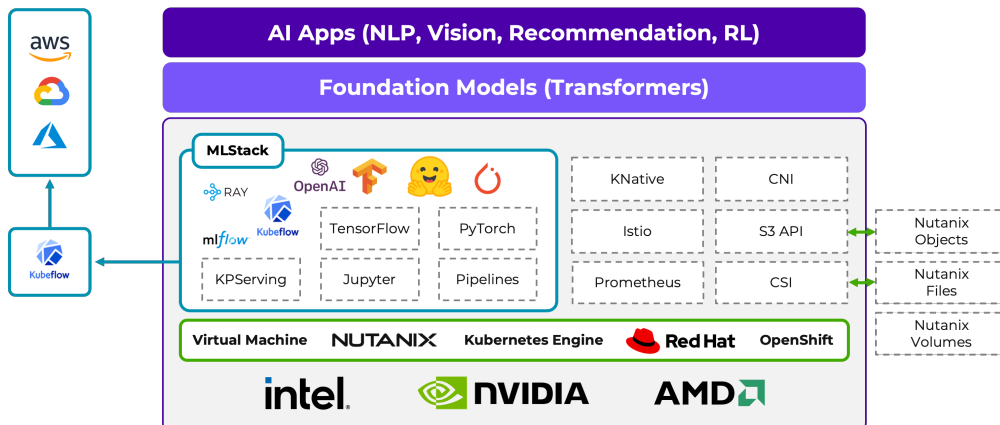 aws
AI Apps (NLP, Vision, Recommendation, RL)
Foundation Models (Transformers)
MLStack
RAY
OpenAI
Kubeflow
mlflow
TensorFlow
PyTorch
KPServing
Jupyter
Pipelines
KNative
CNI
Istio
S3 API
Prometheus
CSI
Nutanix
Objects
Nutanix
Files
Nutanix
Volumes
Kubeflow
Virtual Machine
NUTANIX
Kubernetes Engine
Red Hat
OpenShift
intel.
NVIDIA
AMD